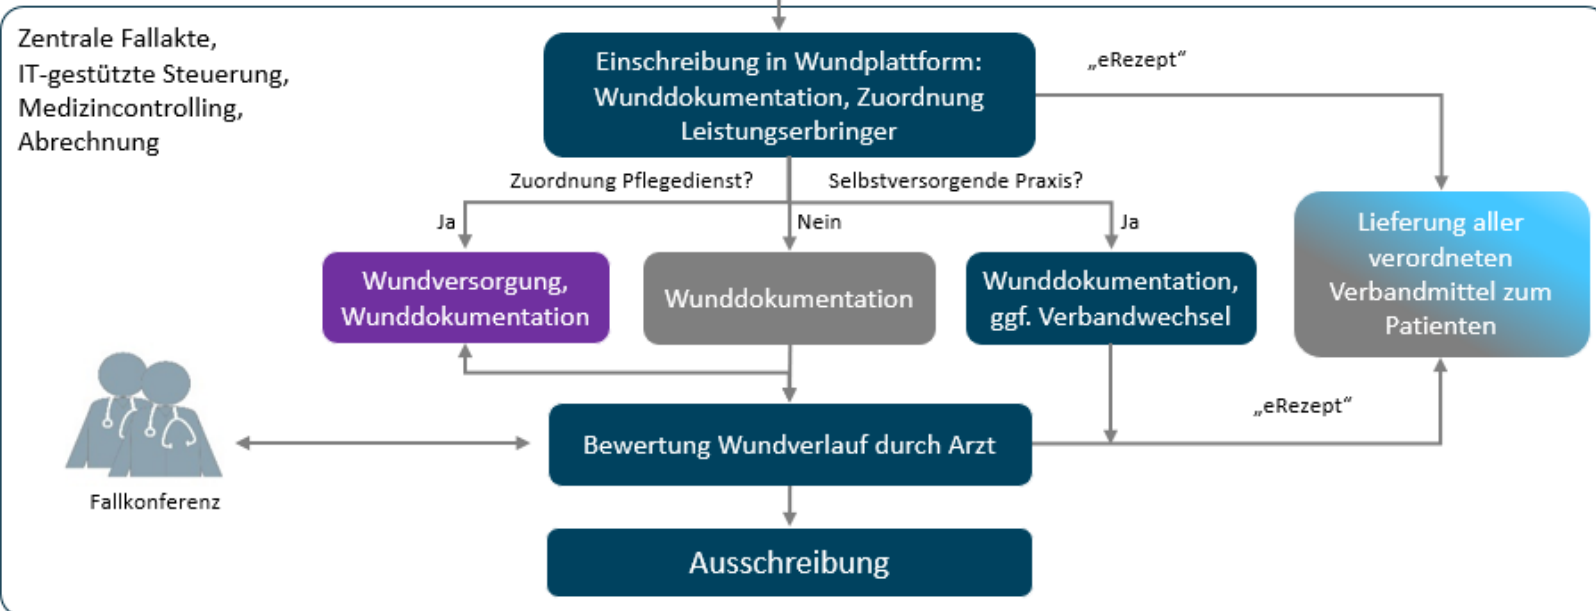 Zentrale Fallakte,
IT-gestützte Steuerung,
Medizincontrolling,
Abrechnung
Einschreibung in Wundplattform:
Wunddokumentation, Zuordnung
Leistungserbringer
„eRezept“
Zuordnung Pflegedienst?
Selbstversorgende Praxis?
Ja
Nein
Ja
Wundversorgung,
Wunddokumentation
Wunddokumentation
Wunddokumentation,
ggf. Verbandwechsel
Lieferung aller
verordneten
Verbandmittel zum
Patienten
„eRezept“
Bewertung Wundverlauf durch Arzt
Fallkonferenz
Ausschreibung